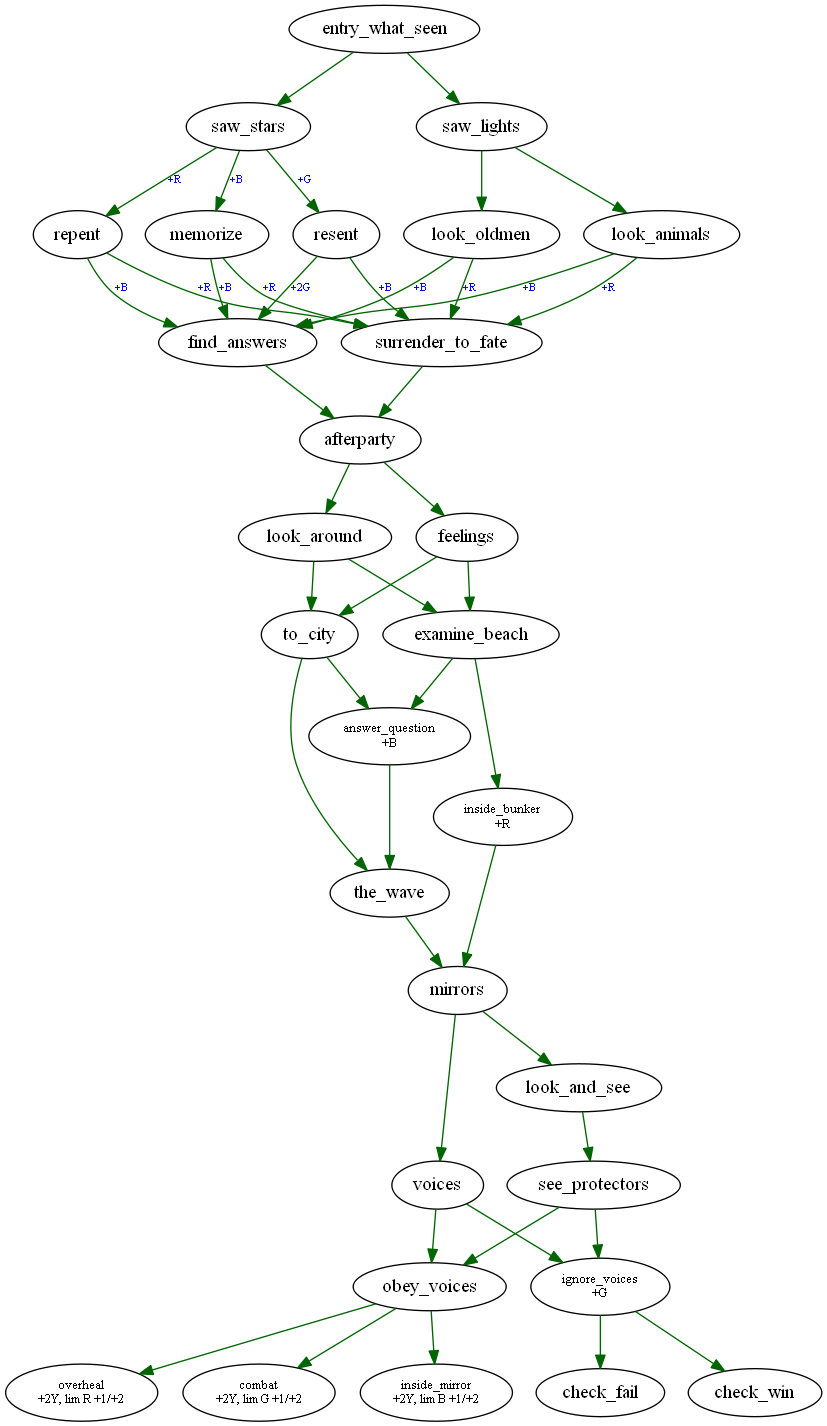 entry_what_seen
saw_stars
saw_lights
+R
+B
+G
repent
memorize
resent
look_oldmen
look_animals
+B
+R
+B
+R
+2G
+B
+B
+R
+B
+R
find_answers
surrender_to_fate
afterparty
look_around
feelings
to_city
examine_beach
answer_question
+B
inside_bunker
+R
the_wave
mirrors
look_and_see
voices
see_protectors
obey_voices
ignore_voices
+G
overheal
+2Y, lim R +1/+2
combat
+2Y, lim G +1/+2
inside_mirror
+2Y, lim B +1/+2
check_fail
check_win